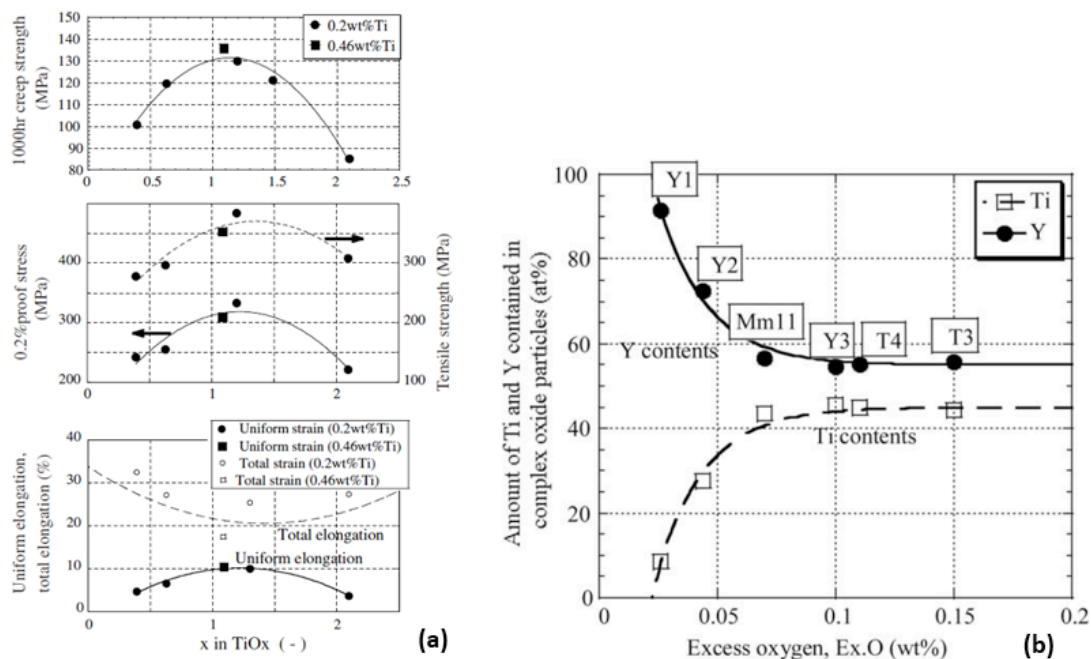 1000hr creep strength
(MPa)
150
140
130
120
110
100
90
80
0.2wt%Ti
0.46wt%Ti
0 0.5 1 1.5 2 2.5
0.2%proof stress
(MPa)
400
300
200
Tensile strength (MPa)
300
200
100
0 1 2
Uniform elongation,
total elongation (%)
40
30
20
10
0
Uniform strain (0.2wt%Ti)
Uniform strain (0.46wt%Ti)
Total strain (0.2wt%Ti)
Total strain (0.46wt%Ti)
Total elongation
Uniform elongation
0 1 2
x in TiOx ( - )
(a)
Amount of Ti and Y contained in
complex oxide particles (at%)
100
80
60
40
20
0
Ti
Y
Y1
Y2
Mm11
Y3
T4
T3
Y contents
Ti contents
0 0.05 0.1 0.15 0.2
Excess oxygen, Ex.O (wt%)
(b)